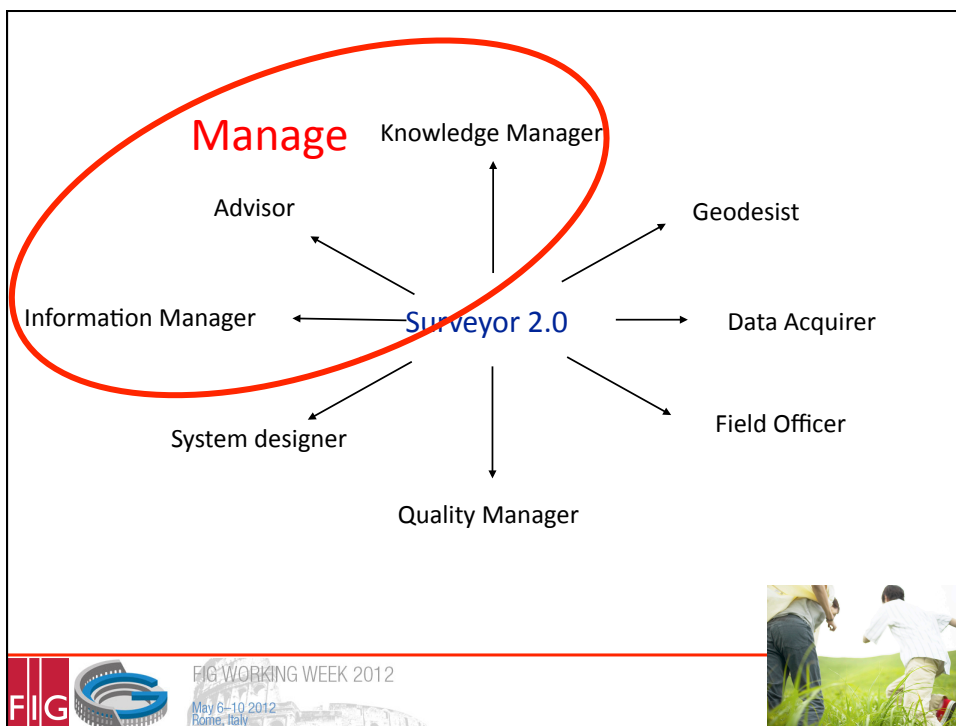 Manage
Knowledge Manager
Advisor
Geodesist
Information Manager
Surveyor 2.0
Data Acquirer
System designer
Field Officer
Quality Manager
FIG
FIG WORKING WEEK 2012
May 6–10 2012
Rome, Italy